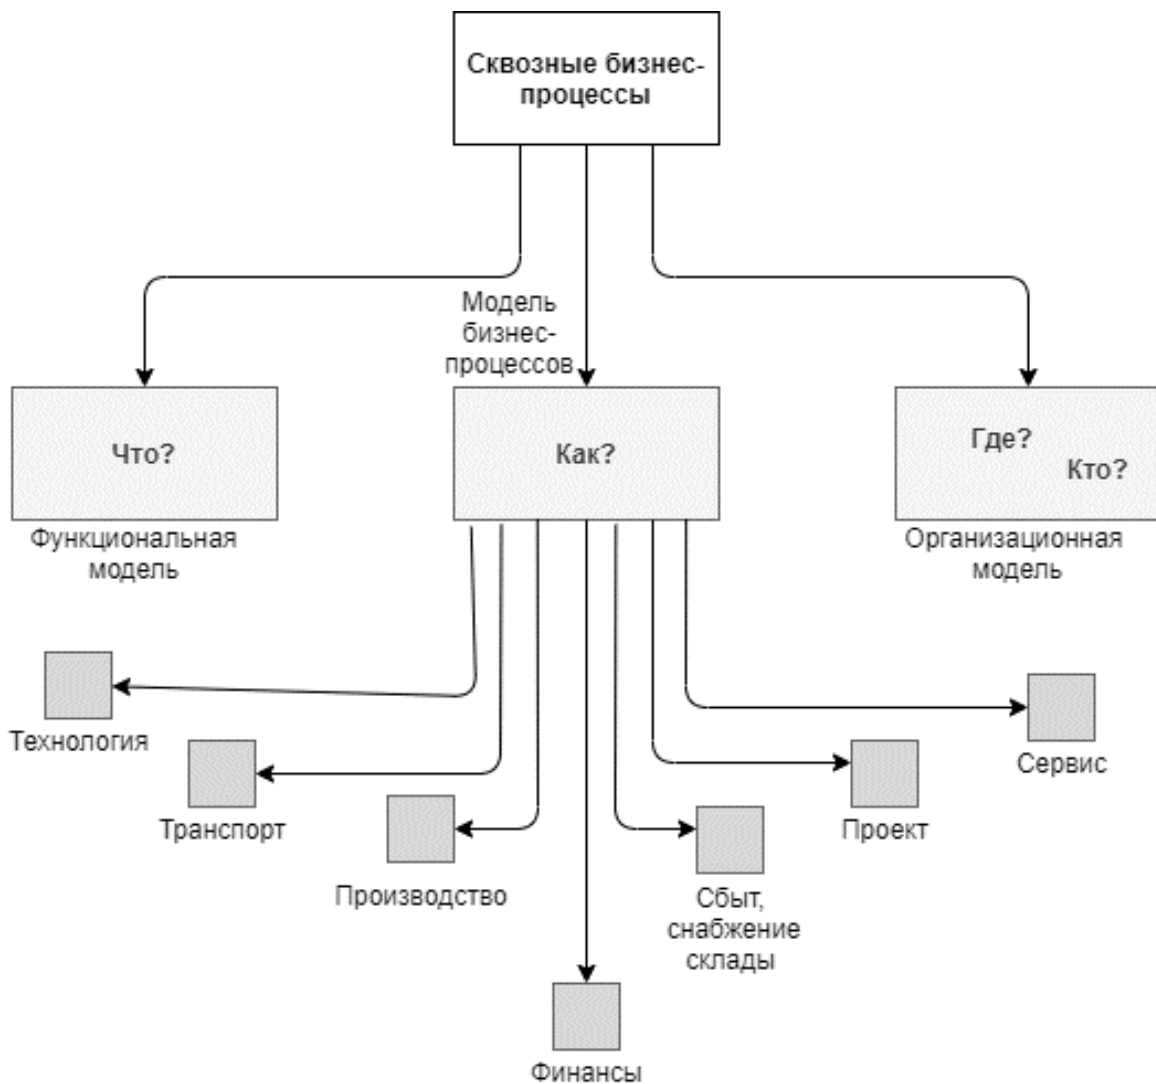 Сквозные бизнес-
процессы
Модель
бизнес-
процессов
Что?
Как?
Где?
Кто?
Функциональная
модель
Организационная
модель
Технология
Транспорт
Производство
Финансы
Сбыт,
снабжение
склады
Проект
Сервис